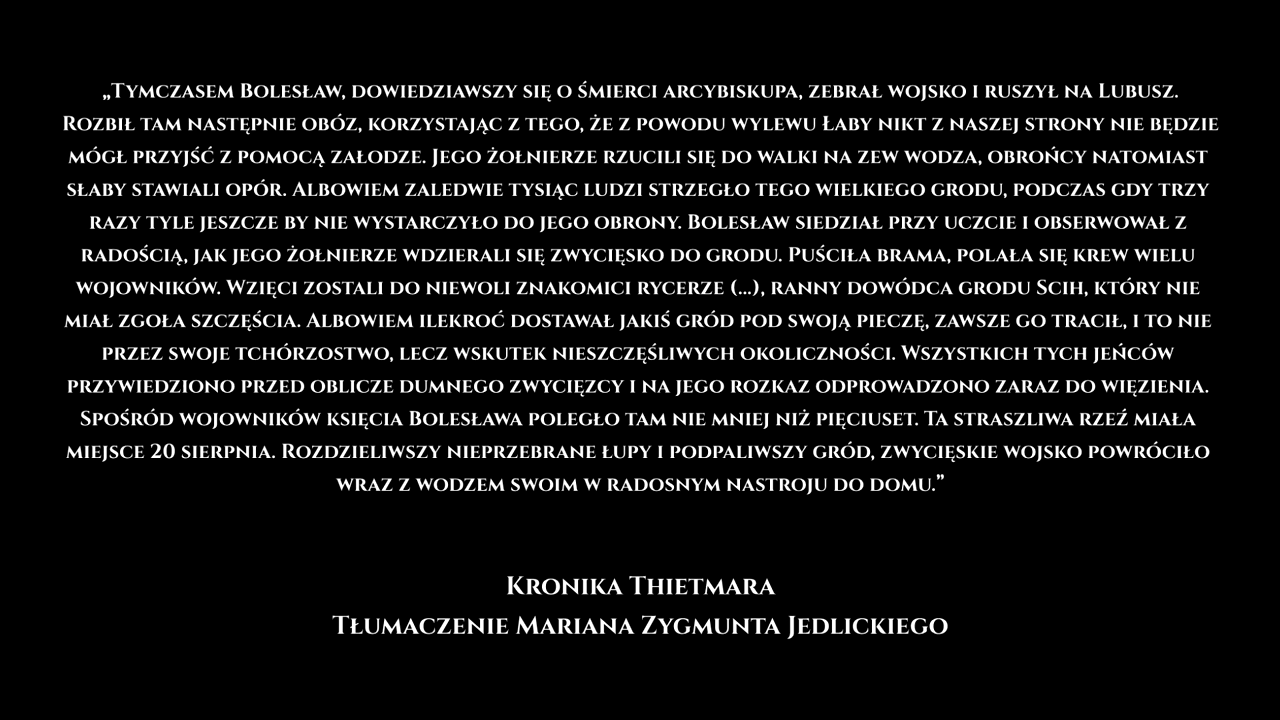 „Tymczasem Bolesław, dowiedziawszy się o śmierci arcybiskupa, zebrał wojsko i ruszył na Lubusz.
Rozbił tam następnie obóz, korzystając z tego, że z powodu wylewu Łaby nikt z naszej strony nie będzie
mógł przyjść z pomocą załodze. Jego żołnierze rzucili się do walki na zew wodza, obrońcy natomiast
słaby stawiali opór. Albowiem zaledwie tysiąc ludzi strzegło tego wielkiego grodu, podczas gdy trzy
razy tyle jeszcze by nie wystarczyło do jego obrony. Bolesław siedział przy uczcie i obserwował z
radością, jak jego żołnierze wdzierali się zwycięsko do grodu. Puściła brama, polała się krew wielu
wojowników. Wzięci zostali do niewoli znakomici rycerze (...), ranny dowódca grodu Scih, który nie
miał zgoła szczęścia. Albowiem ilekroć dostawał jakiś gród pod swoją pieczę, zawsze go tracił, i to nie
przez swoje tchórzostwo, lecz wskutek nieszczęśliwych okoliczności. Wszystkich tych jeńców
przywiedziono przed oblicze dumnego zwycięzcy i na jego rozkaz odprowadzono zaraz do więzienia.
Spośród wojowników księcia Bolesława poległo tam nie mniej niż pięciuset. Ta straszliwa rzeź miała
miejsce 20 sierpnia. Rozdzieliwszy nieprzebrane łupy i podpaliwszy gród, zwycięskie wojsko powróciło
wraz z wodzem swoim w radosnym nastroju do domu.”
Kronika Thietmara
Tłumaczenie Mariana Zygmunta Jedlickiego